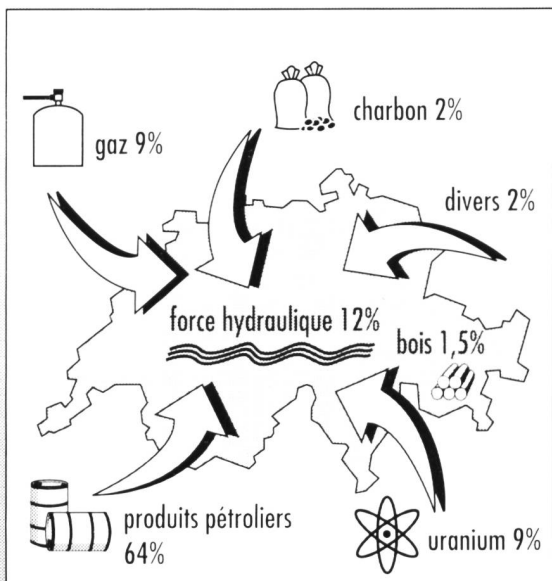 charbon 2%
gaz 9%
divers 2%
force hydraulique 12%
bois 1,5%
produits pétroliers
64%
uranium 9%